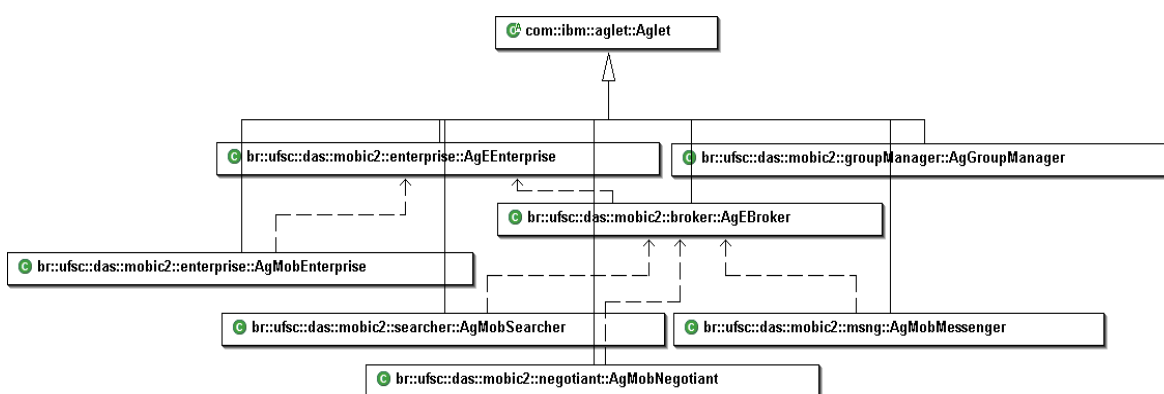 com::ibm::aglet::Aglet
br::ufsc::das::mobic2::enterprise::AgEEnterprise
br::ufsc::das::mobic2::groupManager::AgGroupManager
br::ufsc::das::mobic2::broker::AgEBroker
br::ufsc::das::mobic2::enterprise::AgMobEnterprise
br::ufsc::das::mobic2::searcher::AgMobSearcher
br::ufsc::das::mobic2::msng::AgMobMessenger
br::ufsc::das::mobic2::negotiant::AgMobNegotiant